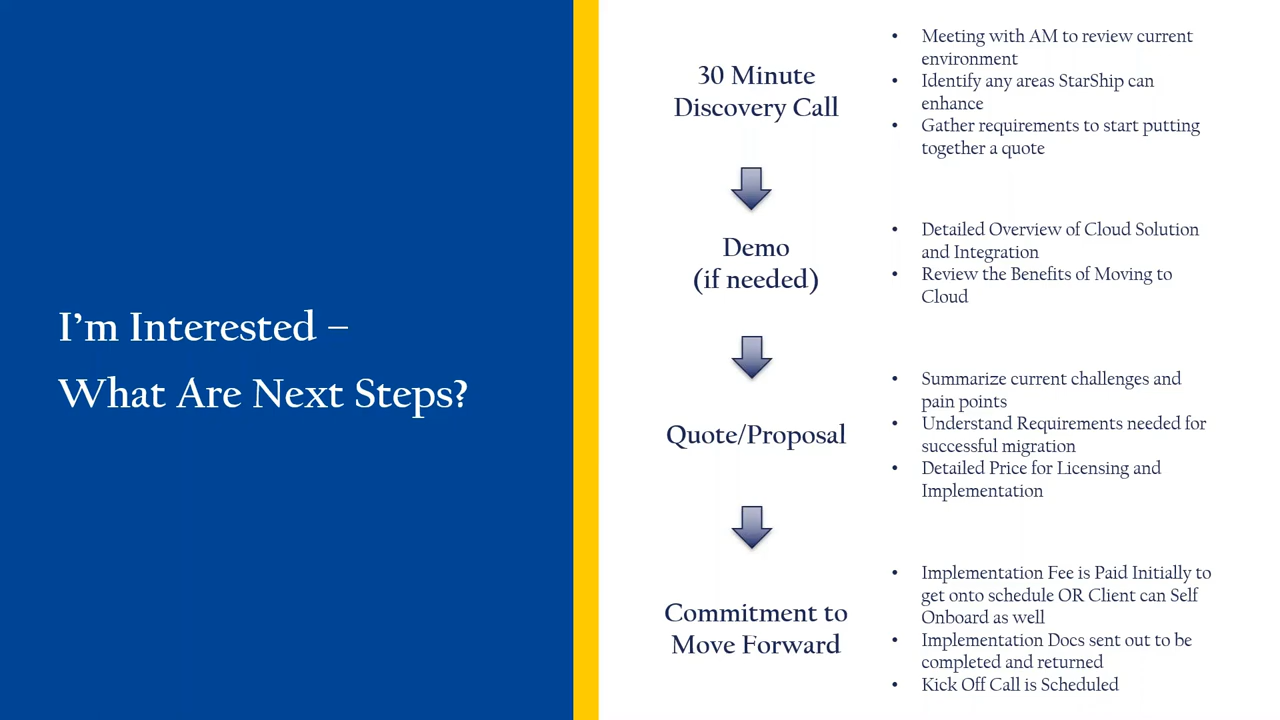 I'm Interested –
What Are Next Steps?
30 Minute
Discovery Call
• Meeting with AM to review current
environment
• Identify any areas StarShip can
enhance
• Gather requirements to start putting
together a quote
Demo
(if needed)
• Detailed Overview of Cloud Solution
and Integration
• Review the Benefits of Moving to
Cloud
Quote/Proposal
• Summarize current challenges and
pain points
• Understand Requirements needed for
successful migration
• Detailed Price for Licensing and
Implementation
Commitment to
Move Forward
• Implementation Fee is Paid Initially to
get onto schedule OR Client can Self
Onboard as well
• Implementation Docs sent out to be
completed and returned
• Kick Off Call is Scheduled